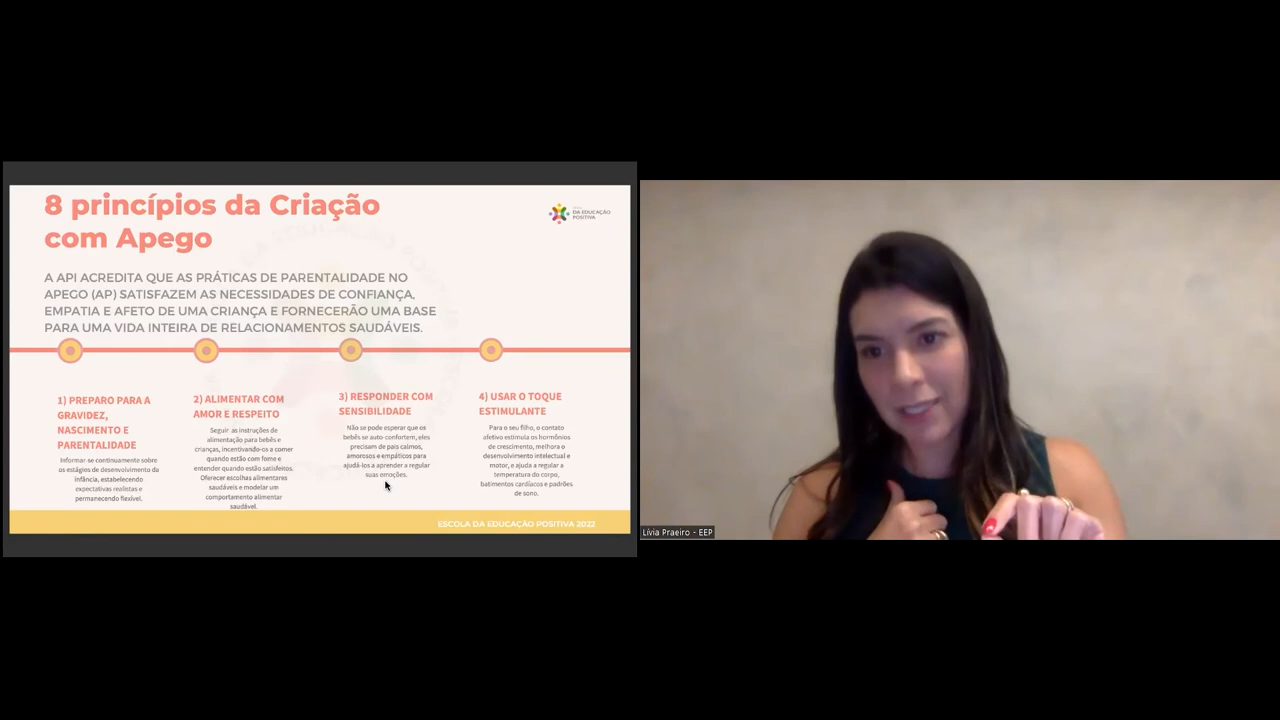 8 princípios da Criação
com Apego
DA EDUCAÇÃO
POSITIVA
A API ACREDITA QUE AS PRÁTICAS DE PARENTALIDADE NO
APEGO (AP) SATISFAZEM AS NECESSIDADES DE CONFIANÇA,
EMPATIA E AFETO DE UMA CRIANÇA E FORNECERÃO UMA BASE
PARA UMA VIDA INTEIRA DE RELACIONAMENTOS SAUDÁVEIS.
1) PREPARO PARA A
GRAVIDEZ,
NASCIMENTO E
PARENTALIDADE
Informar-se continuamente sobre
os estágios de desenvolvimento da
infância, estabelecendo
expectativas realistas e
permanecendo flexível.
2) ALIMENTAR COM
AMOR E RESPEITO
Seguir as instruções de
alimentação para bebês e
crianças, incentivando-os a comer
quando estão com fome e
entender quando estão satisfeitos.
Oferecer escolhas alimentares
saudáveis e modelar um
comportamento alimentar
saudável.
3) RESPONDER COM
SENSIBILIDADE
Não se pode esperar que os
bebês se auto-confortem, eles
precisam de pais calmos,
amorosos e empáticos para
ajudá-los a aprender a regular
suas emoções.
4) USAR O TOQUE
ESTIMULANTE
Para o seu filho, o contato
afetivo estimula os hormônios
de crescimento, melhora o
desenvolvimento intelectual e
motor, e ajuda a regular a
temperatura do corpo,
batimentos cardíacos e padrões
de sono.
ESCOLA DA EDUCAÇÃO POSITIVA 2022
Lívia Praeiro - EEP